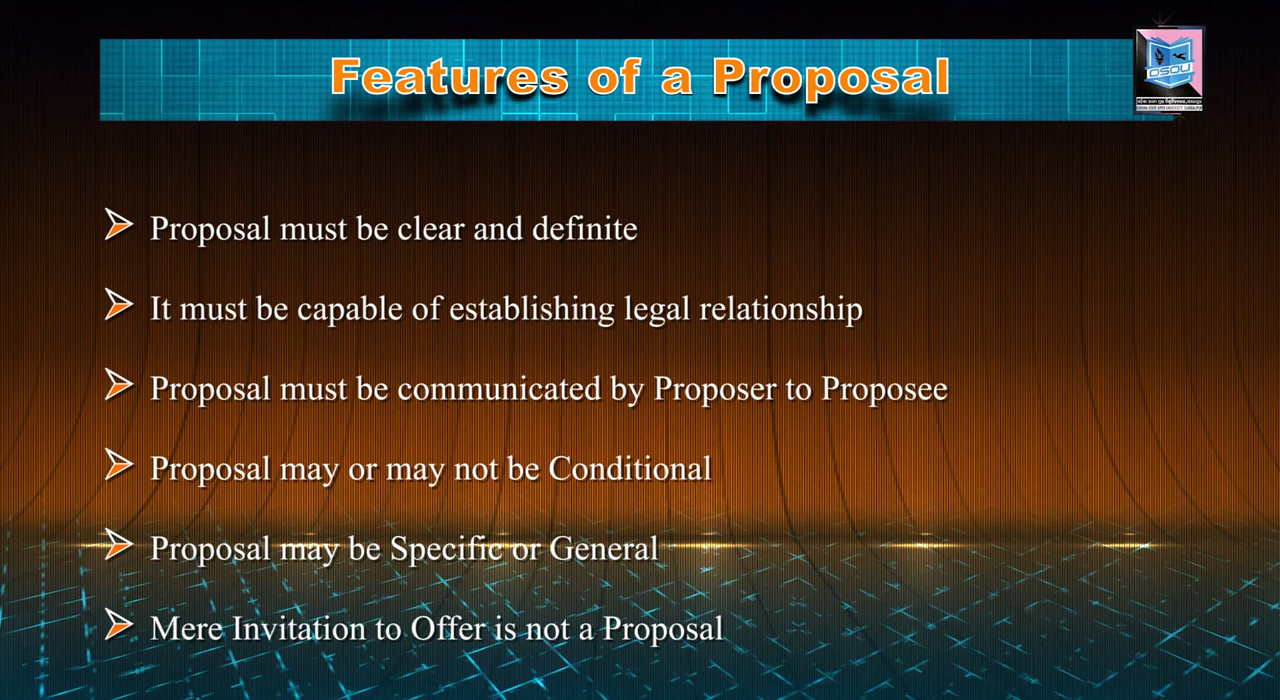 Features of a Proposal
OSOU
Proposal must be clear and definite
It must be capable of establishing legal relationship
Proposal must be communicated by Proposer to Proposee
Proposal may or may not be Conditional
Proposal may be Specific or General
Mere Invitation to Offer is not a Proposal